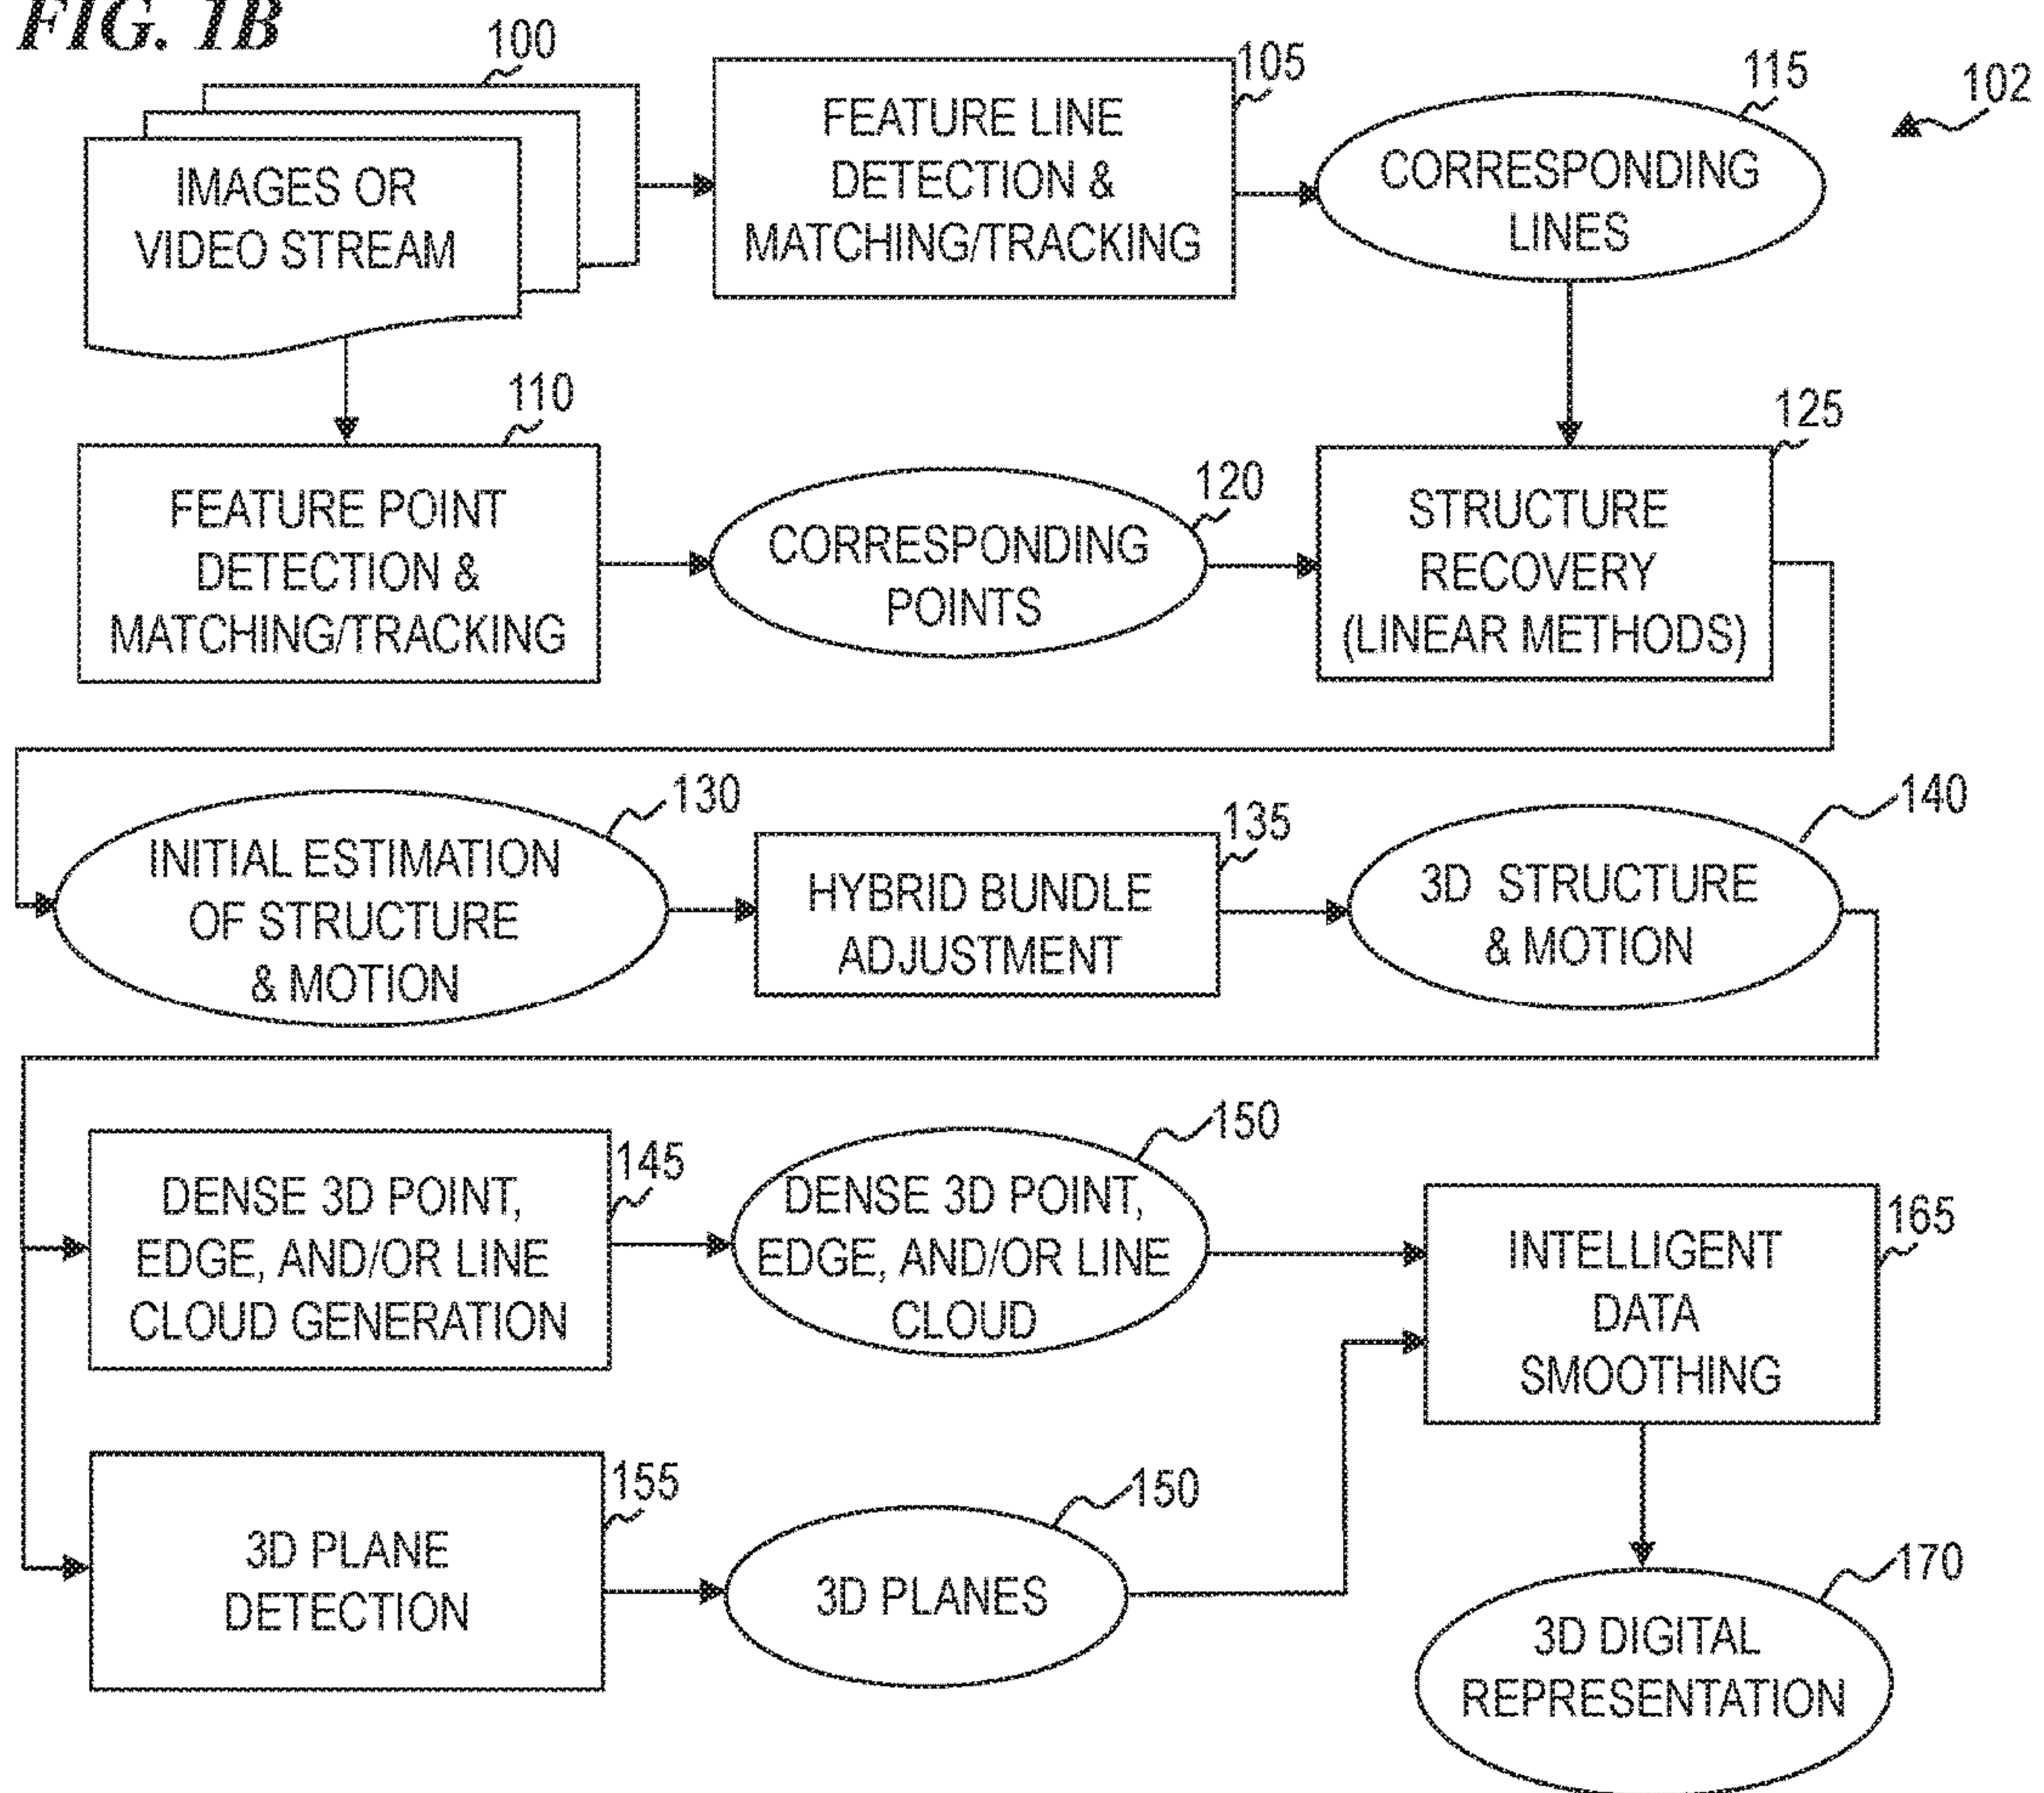 FIG. 1B
100
IMAGES OR
VIDEO STREAM
105
FEATURE LINE
DETECTION &
MATCHING/TRACKING
115
CORRESPONDING
LINES
102
110
FEATURE POINT
DETECTION &
MATCHING/TRACKING
120
CORRESPONDING
POINTS
125
STRUCTURE
RECOVERY
(LINEAR METHODS)
130
INITIAL ESTIMATION
OF STRUCTURE
& MOTION
135
HYBRID BUNDLE
ADJUSTMENT
140
3D STRUCTURE
& MOTION
145
DENSE 3D POINT,
EDGE, AND/OR LINE
CLOUD GENERATION
150
DENSE 3D POINT,
EDGE, AND/OR LINE
CLOUD
165
INTELLIGENT
DATA
SMOOTHING
155
3D PLANE
DETECTION
150
3D PLANES
170
3D DIGITAL
REPRESENTATION